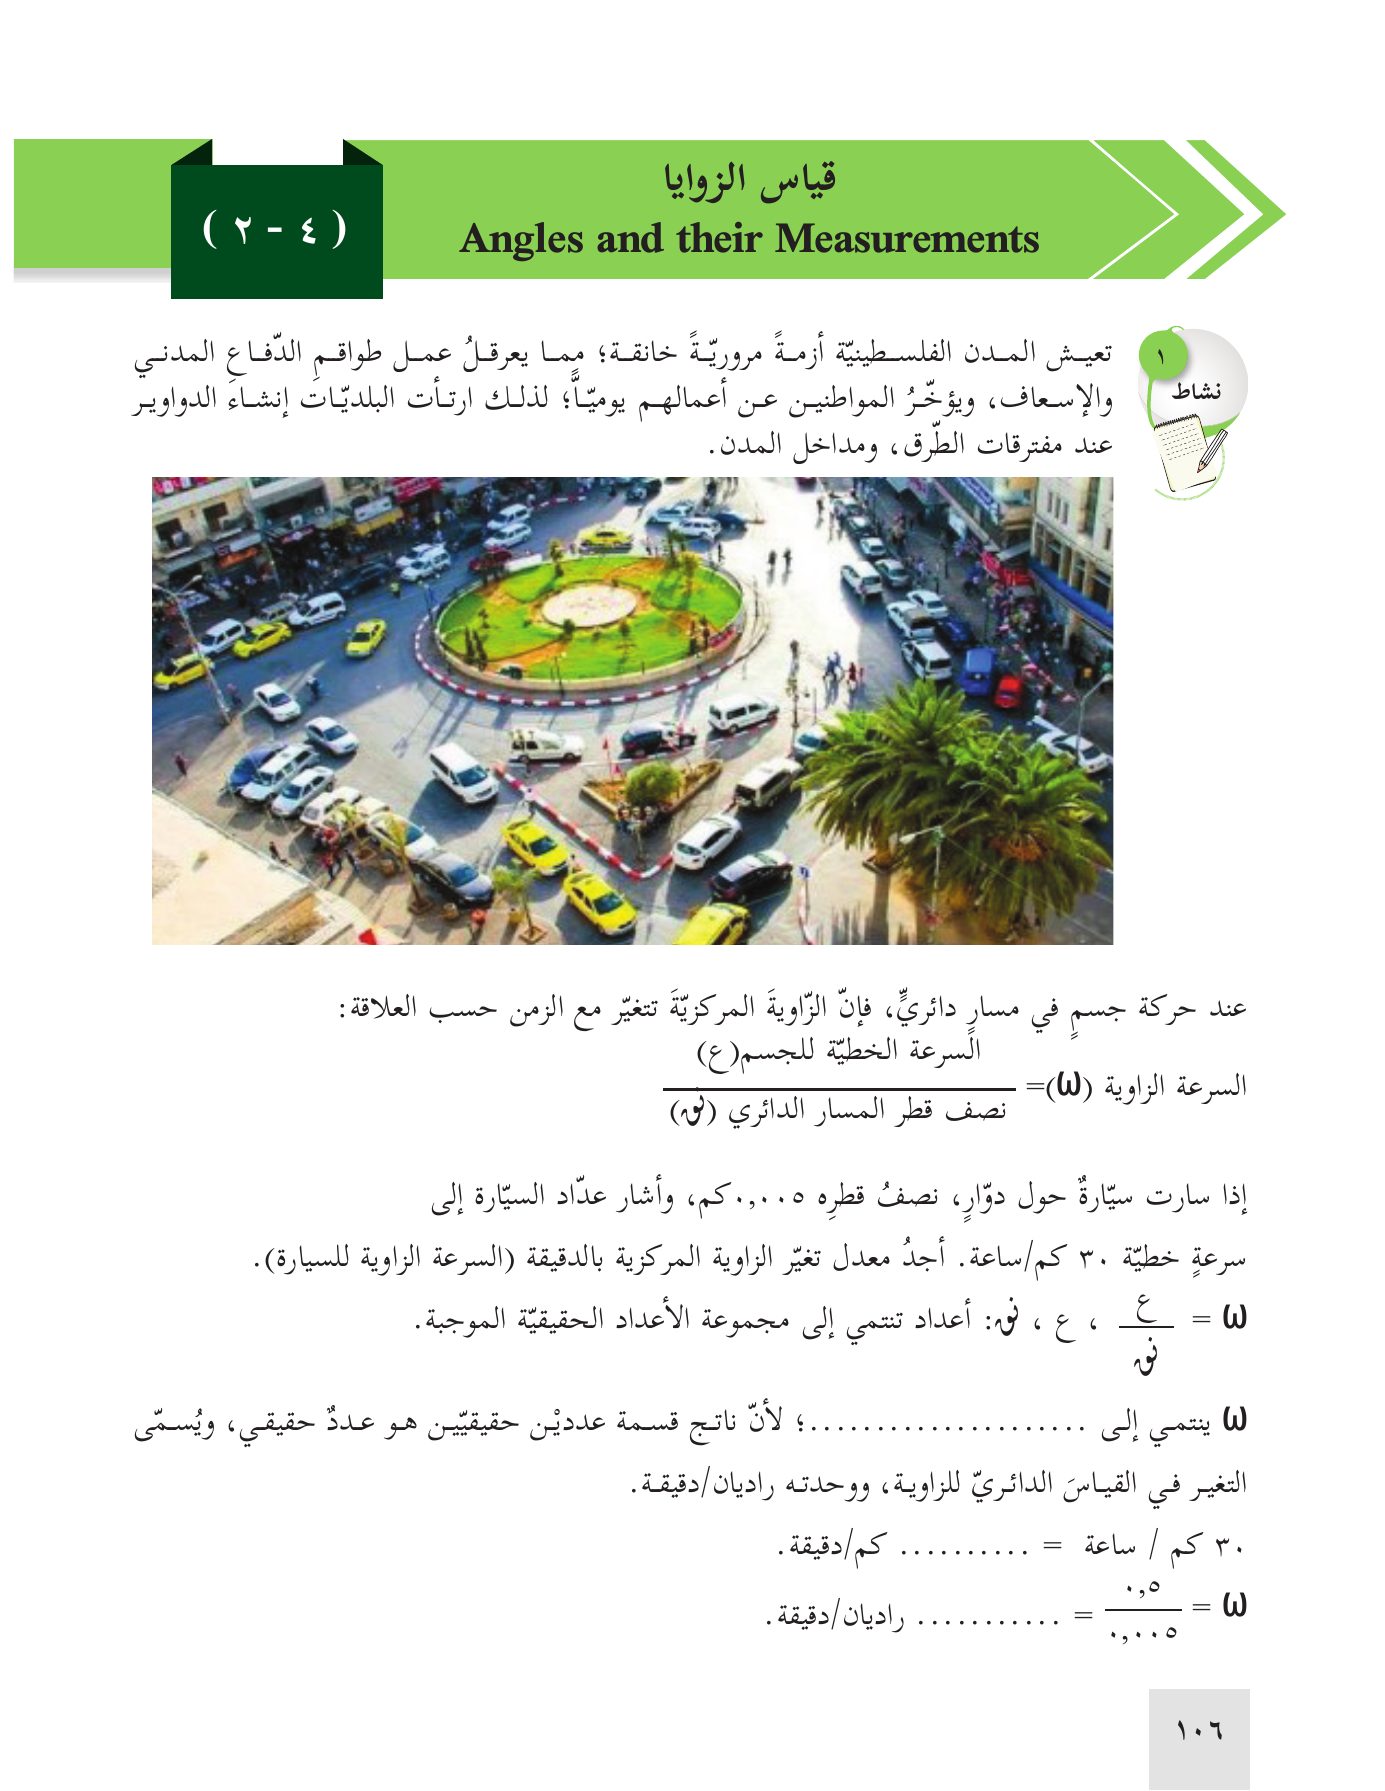 قياس الزوايا
Angles and their Measurements
( ٤ - ٢ )
١
نشاط
تعيش المدن الفلسطينيّة أزمةً مروريّةً خانقة؛ مما يعرقلُ عمل طواقمِ الدّفاعِ المدني
والإسعاف، ويؤخّرُ المواطنين عن أعمالهم يوميّاً؛ لذلك ارتأت البلديّات إنشاءَ الدواوير
عند مفترقات الطّرق، ومداخل المدن.
عند حركة جسمٍ في مسارٍ دائريٍّ، فإنّ الزّاويةَ المركزيّةَ تتغيّر مع الزمن حسب العلاقة:
السرعة الخطيّة للجسم(ع)
السرعة الزاوية (ω)=
نصف قطر المسار الدائري (نق)
إذا سارت سيّارةٌ حول دوّارٍ، نصفُ قطرِه ٠,٠٠٥كم، وأشار عدّاد السيّارة إلى
سرعةٍ خطيّة ٣٠ كم/ساعة. أجدُ معدل تغيّر الزاوية المركزية بالدقيقة (السرعة الزاوية للسيارة).
ω = ع/نق ، ع ، نق: أعداد تنتمي إلى مجموعة الأعداد الحقيقيّة الموجبة.
ω ينتمي إلى .....................؛ لأنّ ناتج قسمة عدديْن حقيقيّين هو عددٌ حقيقي، ويُسمّى
التغير في القياسَ الدائريّ للزاوية، ووحدته راديان/دقيقة.
٣٠ كم / ساعة = .......... كم/دقيقة.
ω = ٠,٥/٠,٠٠٥ = ........... راديان/دقيقة.
١٠٦